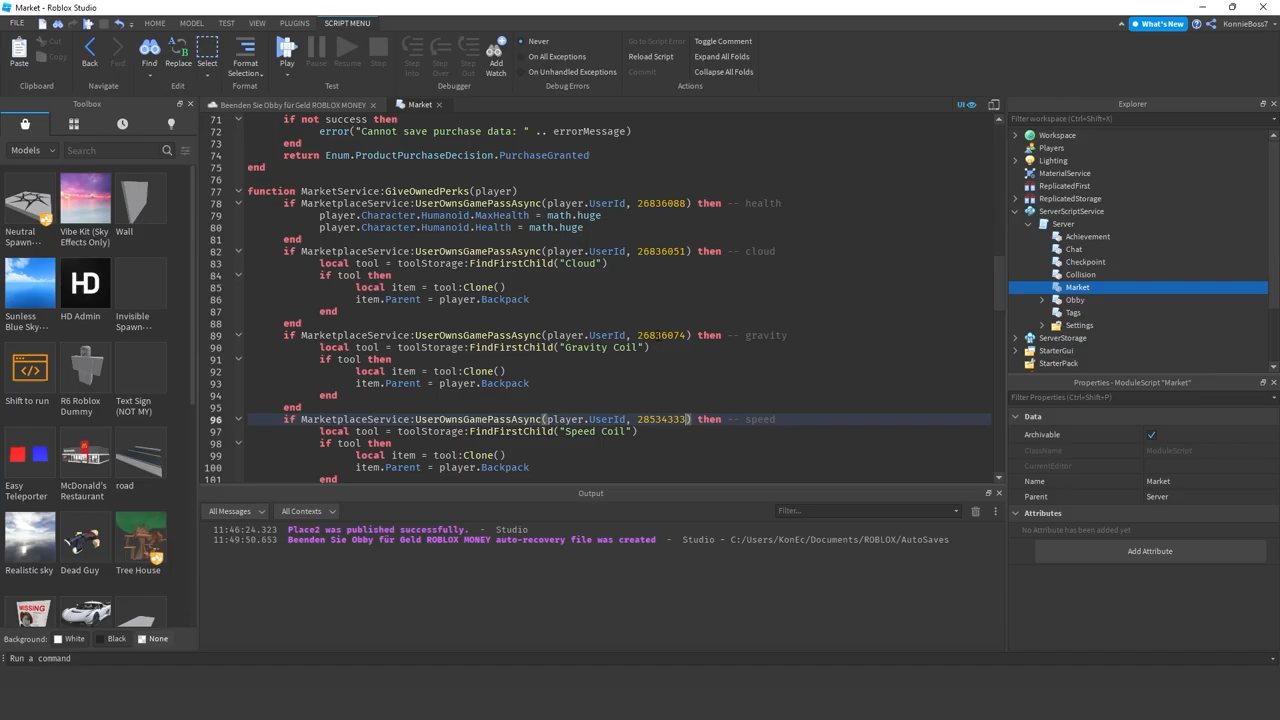 Market - Roblox Studio
FILE HOME MODEL TEST VIEW PLUGINS SCRIPT MENU What's New KonnieBoss7
Paste Cut Copy Back Fwd Find Replace Select Format Selection Play Pause Resume Stop Step Into Step Over Step Out Add Watch
Never
On All Exceptions
On Unhandled Exceptions
Go to Script Error
Reload Script
Commit
Toggle Comment
Expand All Folds
Collapse All Folds
Clipboard Navigate Edit Format Test Debugger Debug Errors Actions
Toolbox
Models Search
Neutral Spawn-...
Vibe Kit (Sky Effects Only)
Wall
Sunless Blue Sky-...
HD Admin
Invisible Spawn-...
Shift to run
R6 Roblox Dummy
Text Sign (NOT MY)
Easy Teleporter
McDonald's Restaurant
road
Realistic sky
Dead Guy
Tree House
MISSING
Background: White Black None
Run a command
Beenden Sie Obby für Geld ROBLOX MONEY
Market
UI
71 if not success then
72 error("Cannot save purchase data: " .. errorMessage)
73 end
74 return Enum.ProductPurchaseDecision.PurchaseGranted
75 end
76
77 function MarketService:GiveOwnedPerks(player)
78 if MarketplaceService:UserOwnsGamePassAsync(player.UserId, 26836088) then -- health
79 player.Character.Humanoid.MaxHealth = math.huge
80 player.Character.Humanoid.Health = math.huge
81 end
82 if MarketplaceService:UserOwnsGamePassAsync(player.UserId, 26836051) then -- cloud
83 local tool = toolStorage:FindFirstChild("Cloud")
84 if tool then
85 local item = tool:Clone()
86 item.Parent = player.Backpack
87 end
88 end
89 if MarketplaceService:UserOwnsGamePassAsync(player.UserId, 26836074) then -- gravity
90 local tool = toolStorage:FindFirstChild("Gravity Coil")
91 if tool then
92 local item = tool:Clone()
93 item.Parent = player.Backpack
94 end
95 end
96 if MarketplaceService:UserOwnsGamePassAsync(player.UserId, 28534333) then -- speed
97 local tool = toolStorage:FindFirstChild("Speed Coil")
98 if tool then
99 local item = tool:Clone()
100 item.Parent = player.Backpack
101 end
Output
All Messages All Contexts Filter...
11:46:24.323 Place2 was published successfully. - Studio
11:49:50.653 Beenden Sie Obby für Geld ROBLOX MONEY auto-recovery file was created - Studio - C:/Users/KonEc/Documents/ROBLOX/AutoSaves
Explorer
Filter workspace (Ctrl+Shift+X)
Workspace
Players
Lighting
MaterialService
ReplicatedFirst
ReplicatedStorage
ServerScriptService
Server
Achievement
Chat
Checkpoint
Collision
Market
Obby
Tags
Settings
ServerStorage
StarterGui
StarterPack
Properties - ModuleScript "Market"
Filter Properties (Ctrl+Shift+P)
Data
Archivable
ClassName ModuleScript
CurrentEditor
Name Market
Parent Server
Attributes
No Attribute has been added yet
Add Attribute